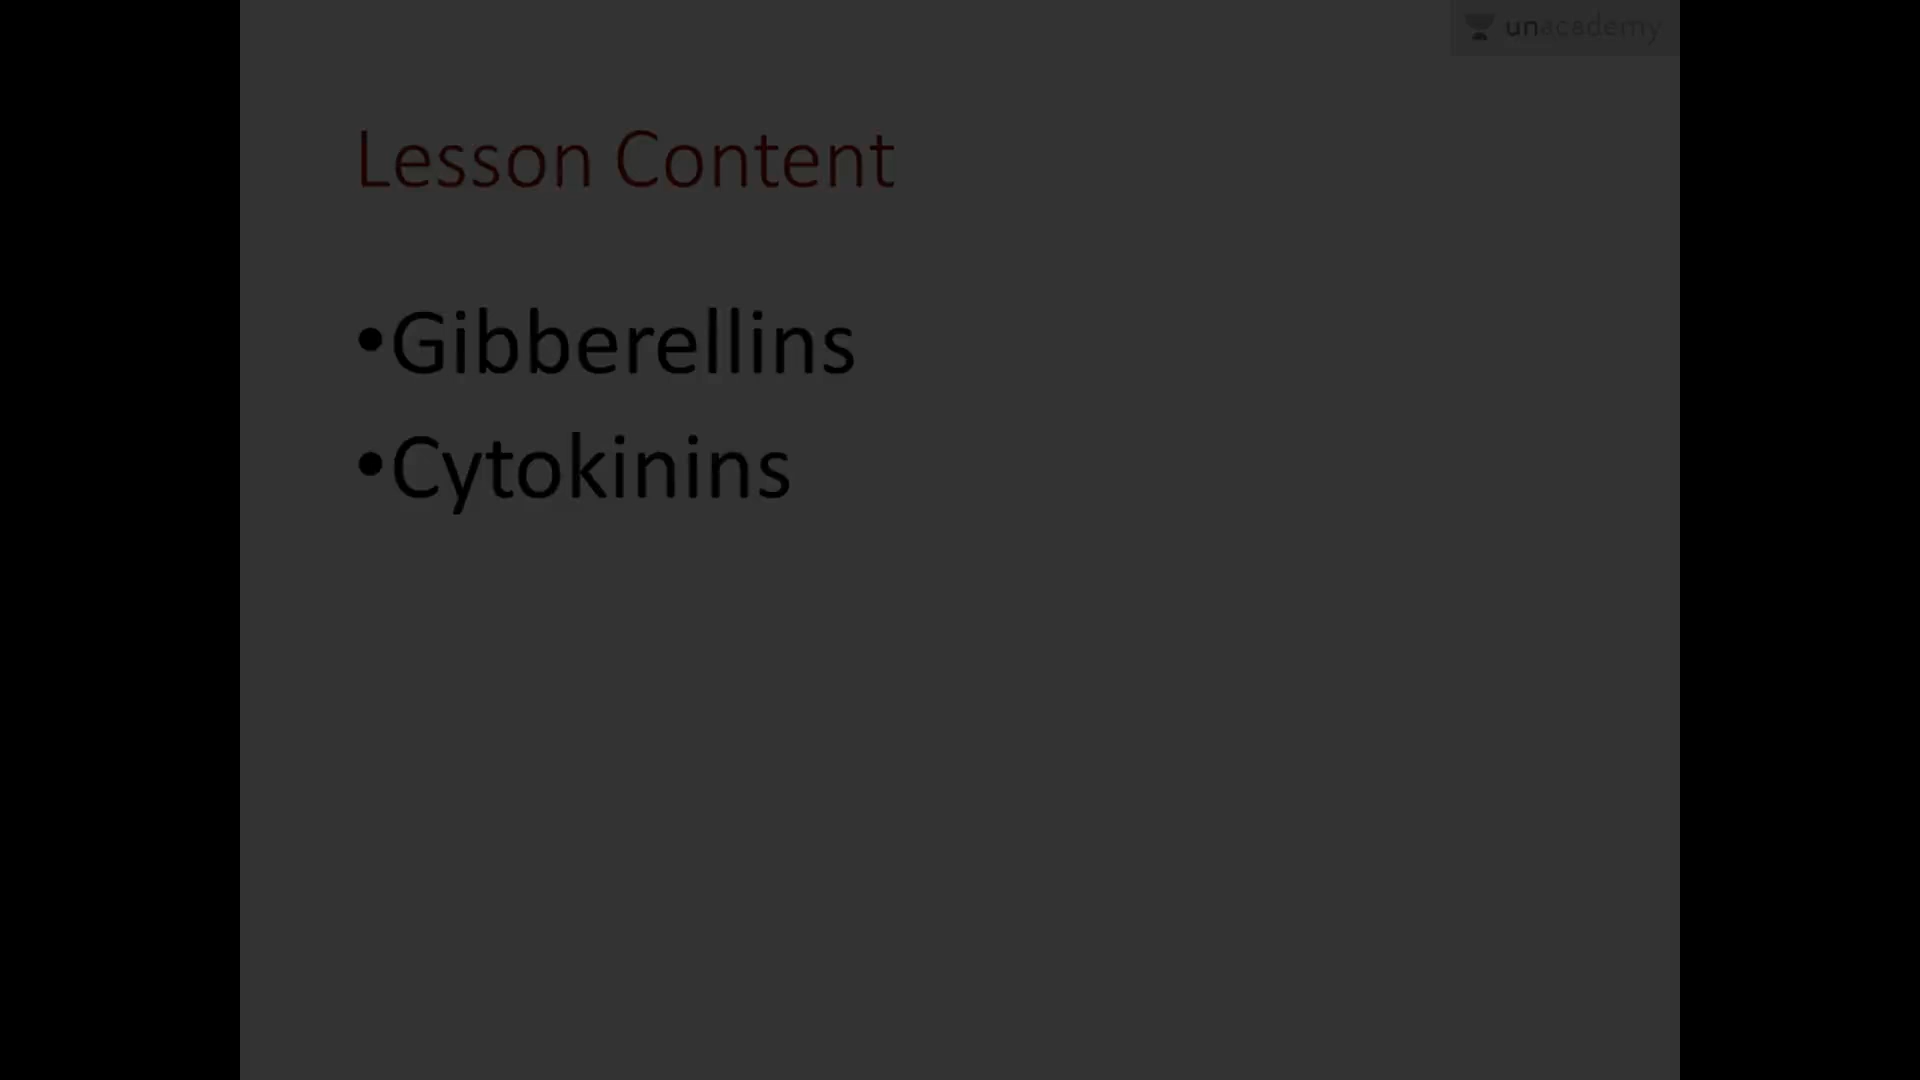 unacademy
Lesson Content
•Gibberellins
•Cytokinins